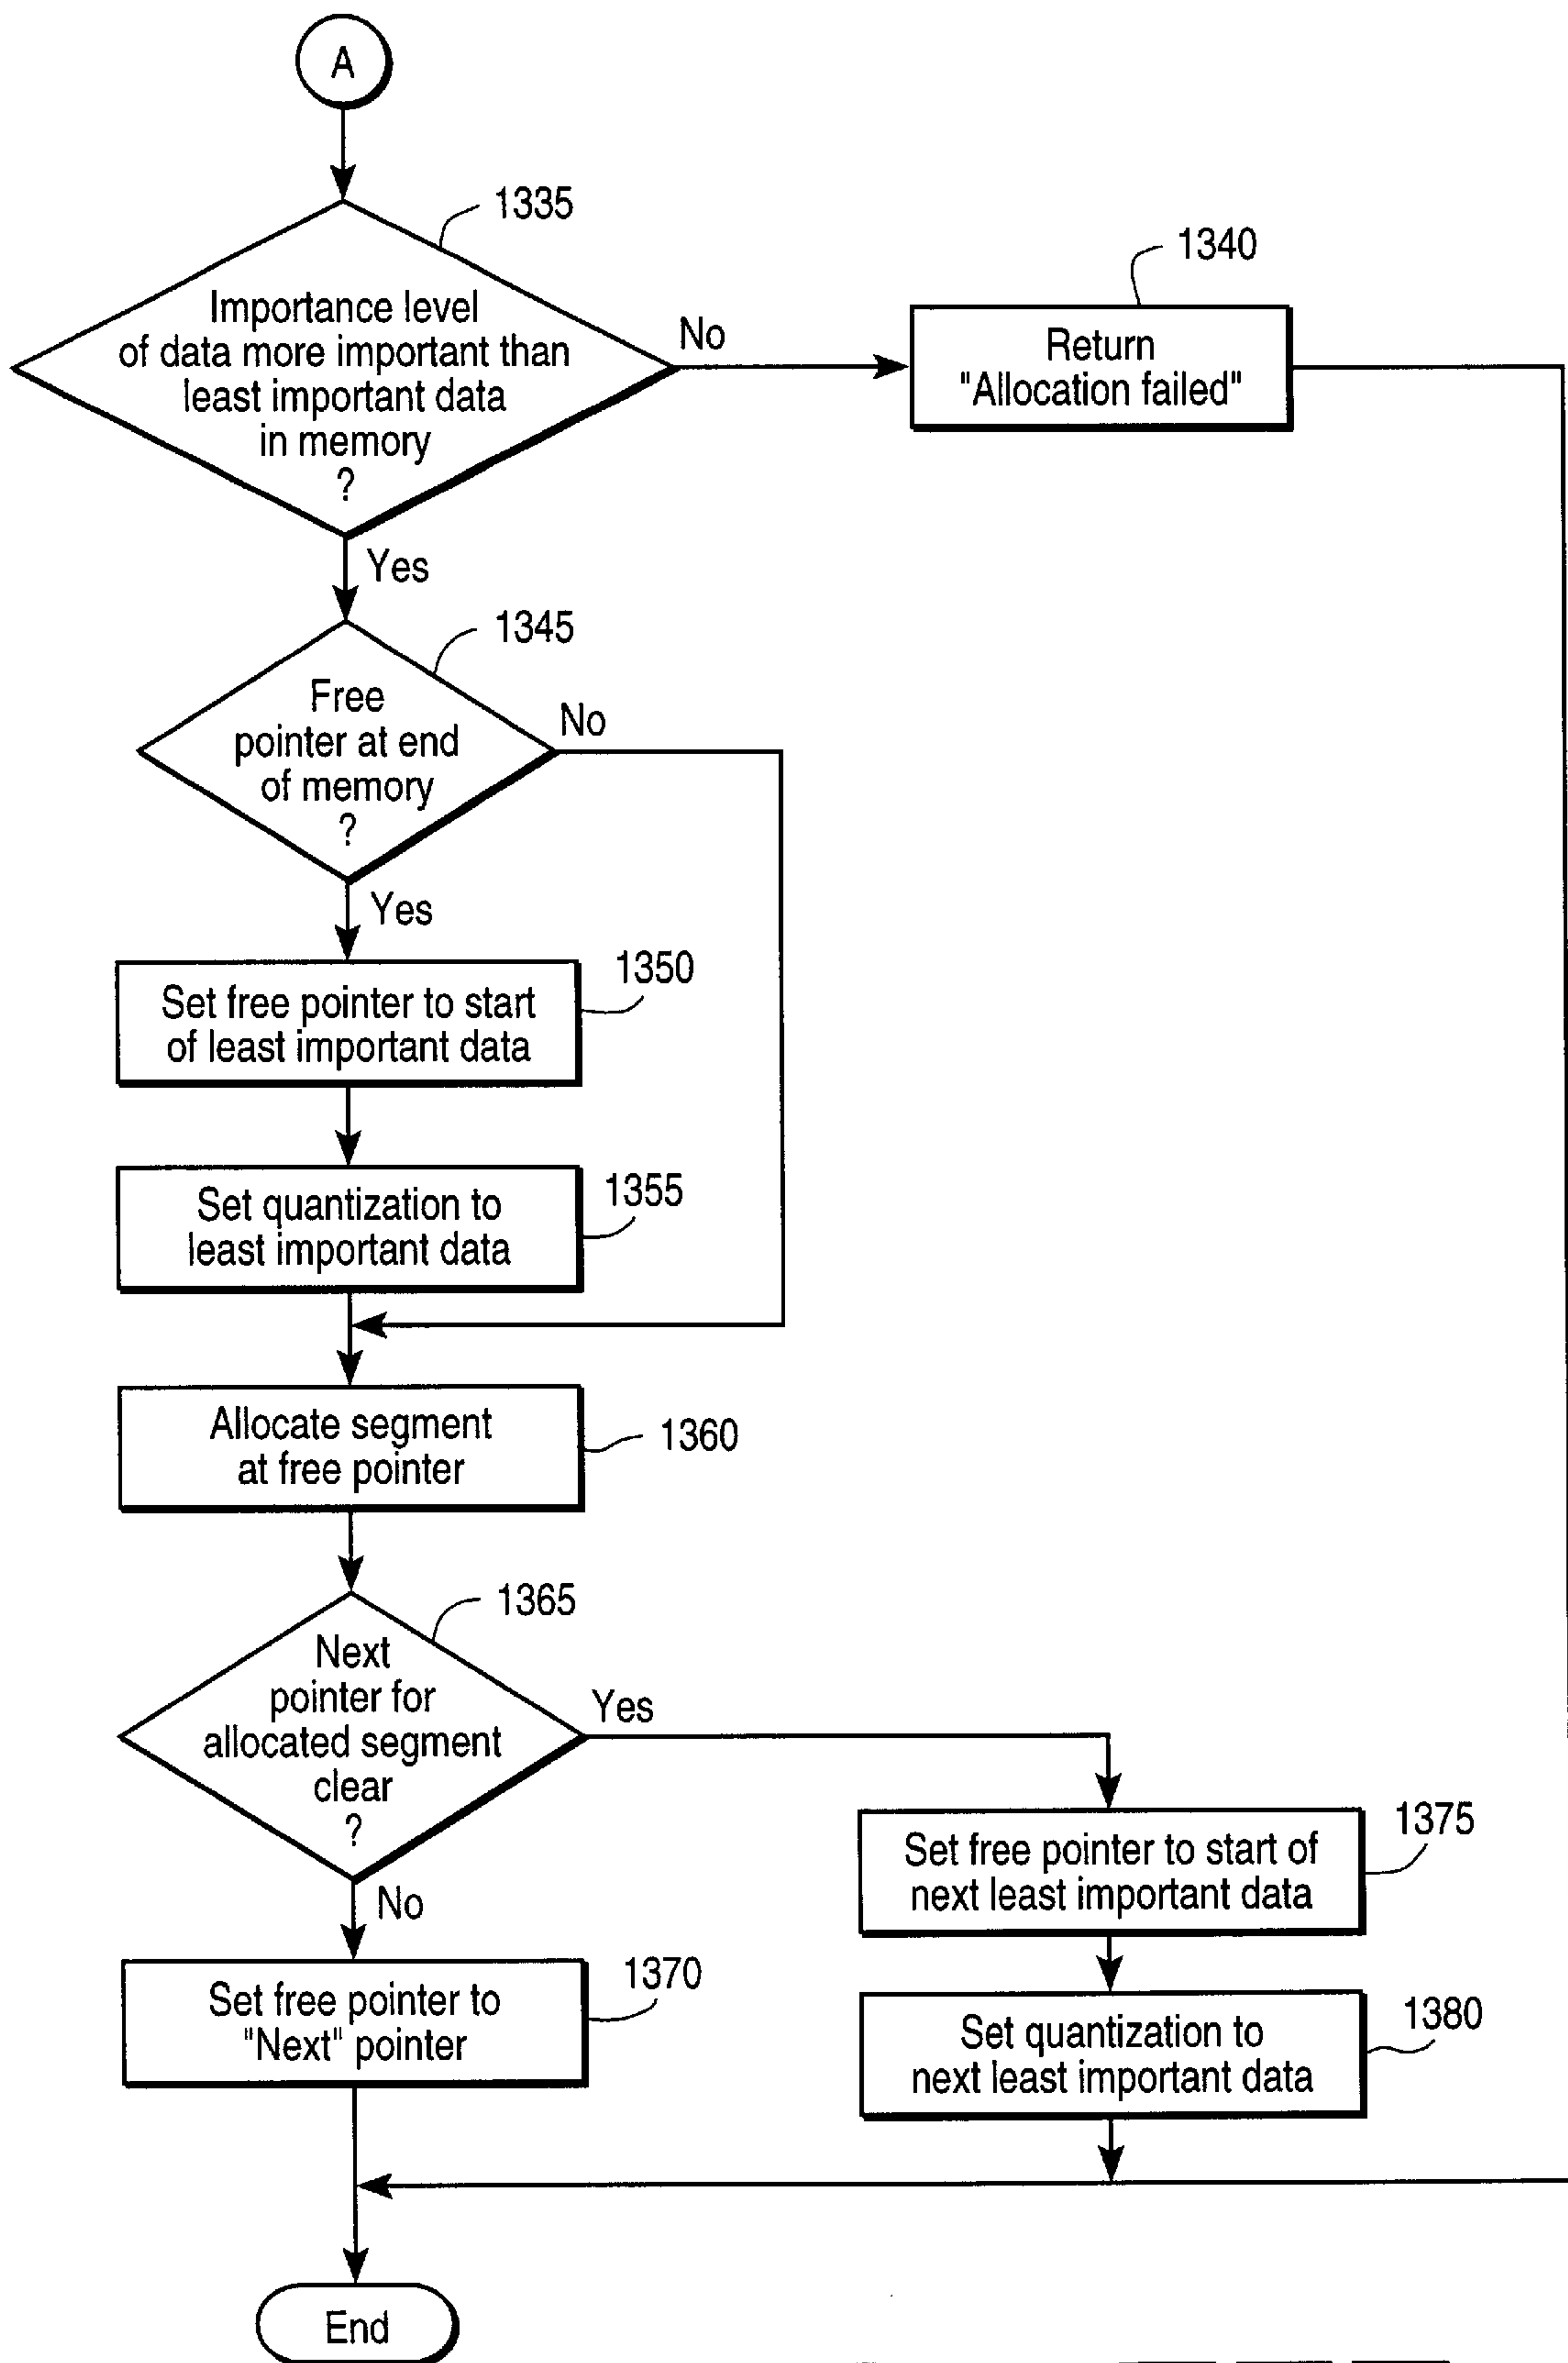 A
1335
Importance level
of data more important than
least important data
in memory
?
No
1340
Return
"Allocation failed"
Yes
1345
Free
pointer at end
of memory
?
No
Yes
1350
Set free pointer to start
of least important data
1355
Set quantization to
least important data
Allocate segment
at free pointer
1360
1365
Next
pointer for
allocated segment
clear
?
Yes
No
1375
Set free pointer to start of
next least important data
1370
Set free pointer to
"Next" pointer
1380
Set quantization to
next least important data
End